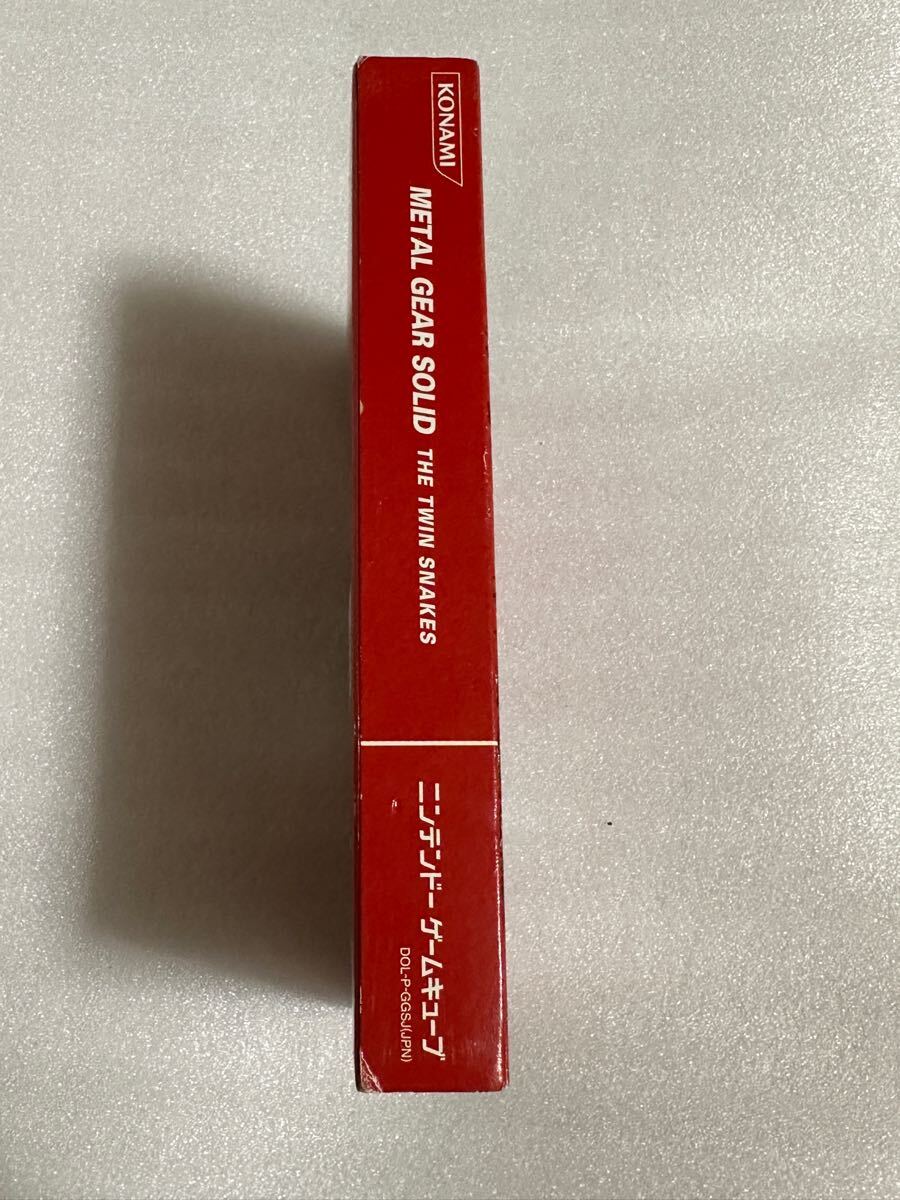 KONAMI
METAL GEAR SOLID THE TWIN SNAKES
ニンテンドー ゲームキューブ
DOL-P-GGSJ(JPN)